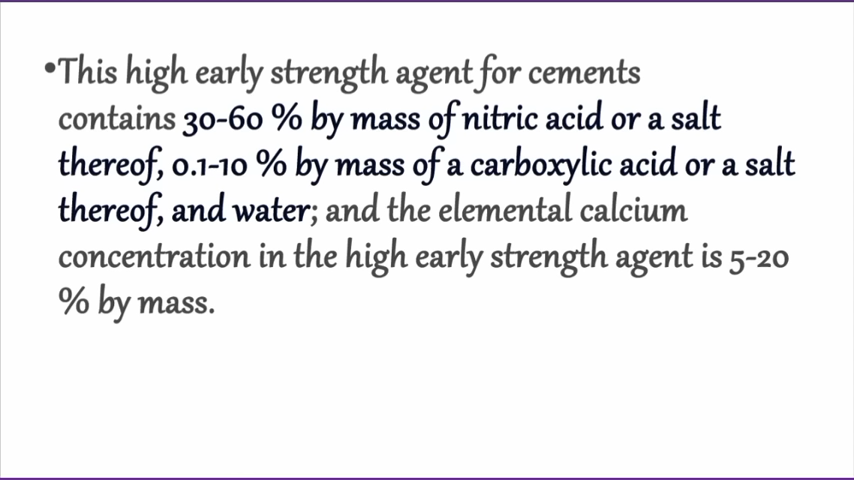 •This high early strength agent for cements
contains 30-60 % by mass of nitric acid or a salt
thereof, 0.1-10 % by mass of a carboxylic acid or a salt
thereof, and water; and the elemental calcium
concentration in the high early strength agent is 5-20
% by mass.